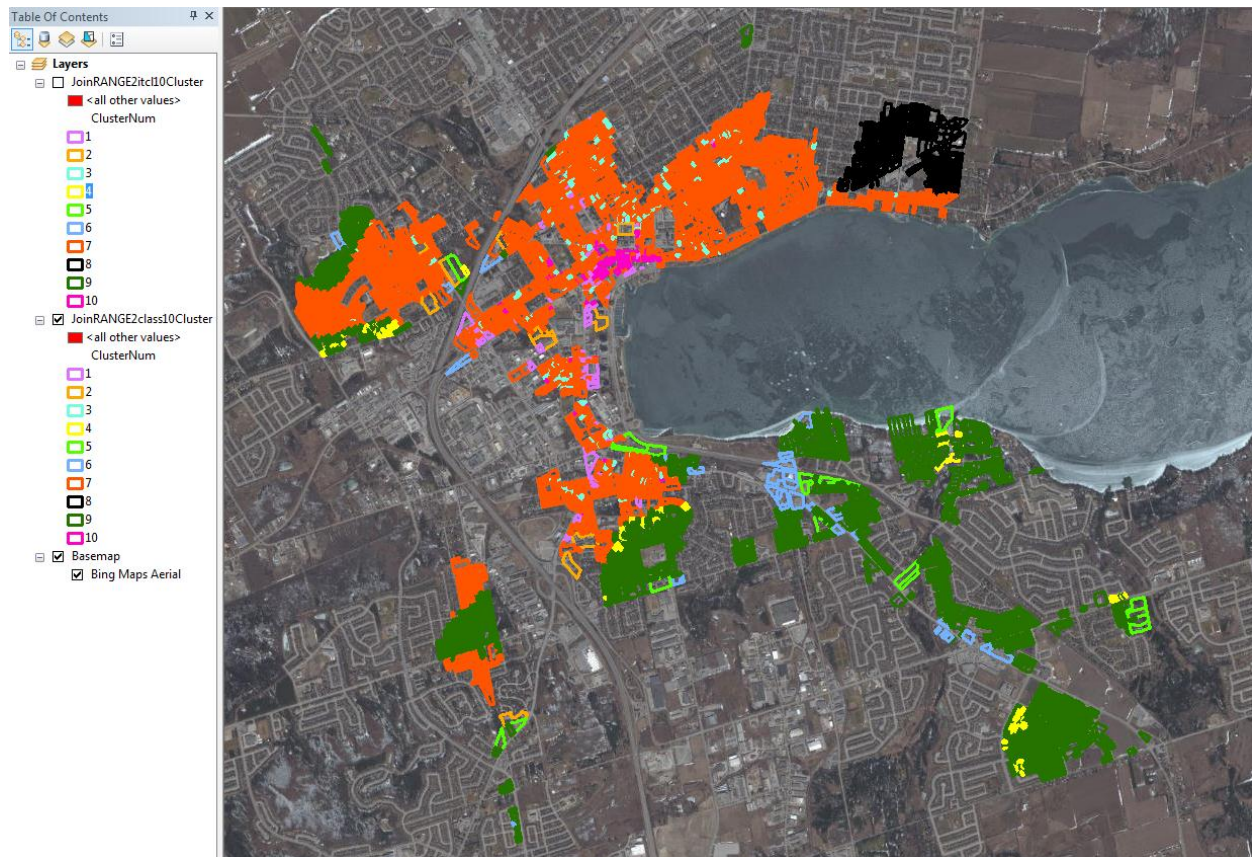 Table Of Contents
Layers
JoinRANGE2itcl10Cluster
<all other values>
ClusterNum
1
2
3
4
5
6
7
8
9
10
JoinRANGE2class10Cluster
<all other values>
ClusterNum
1
2
3
4
5
6
7
8
9
10
Basemap
Bing Maps Aerial